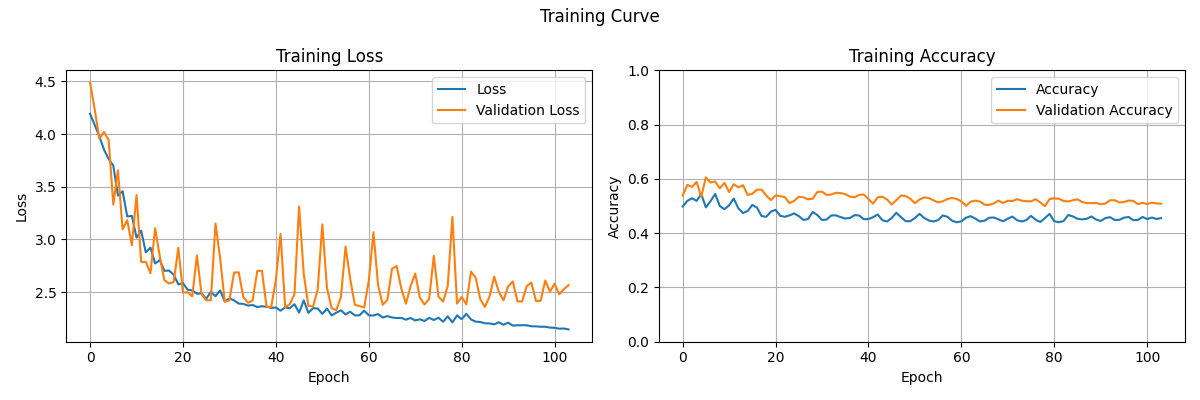 Training Curve
Training Loss
Loss
Validation Loss
4.5
4.0
3.5
3.0
2.5
Loss
0
20
40
60
80
100
Epoch
Training Accuracy
Accuracy
Validation Accuracy
1.0
0.8
0.6
0.4
0.2
0.0
Accuracy
0
20
40
60
80
100
Epoch